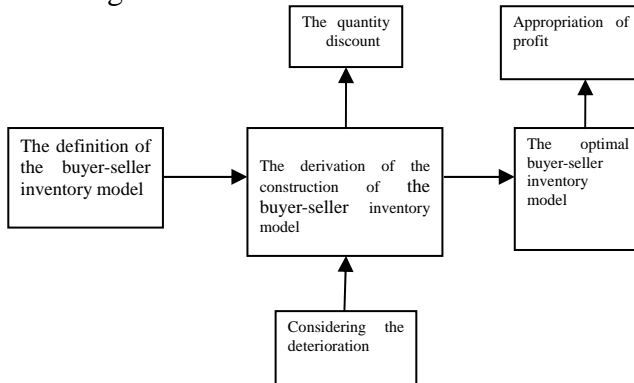 The quantity
discount
Appropriation of
profit
The definition of
the buyer-seller
inventory model
The derivation of the
construction of the
buyer-seller inventory
model
The optimal
buyer-seller
inventory
model
Considering the
deterioration